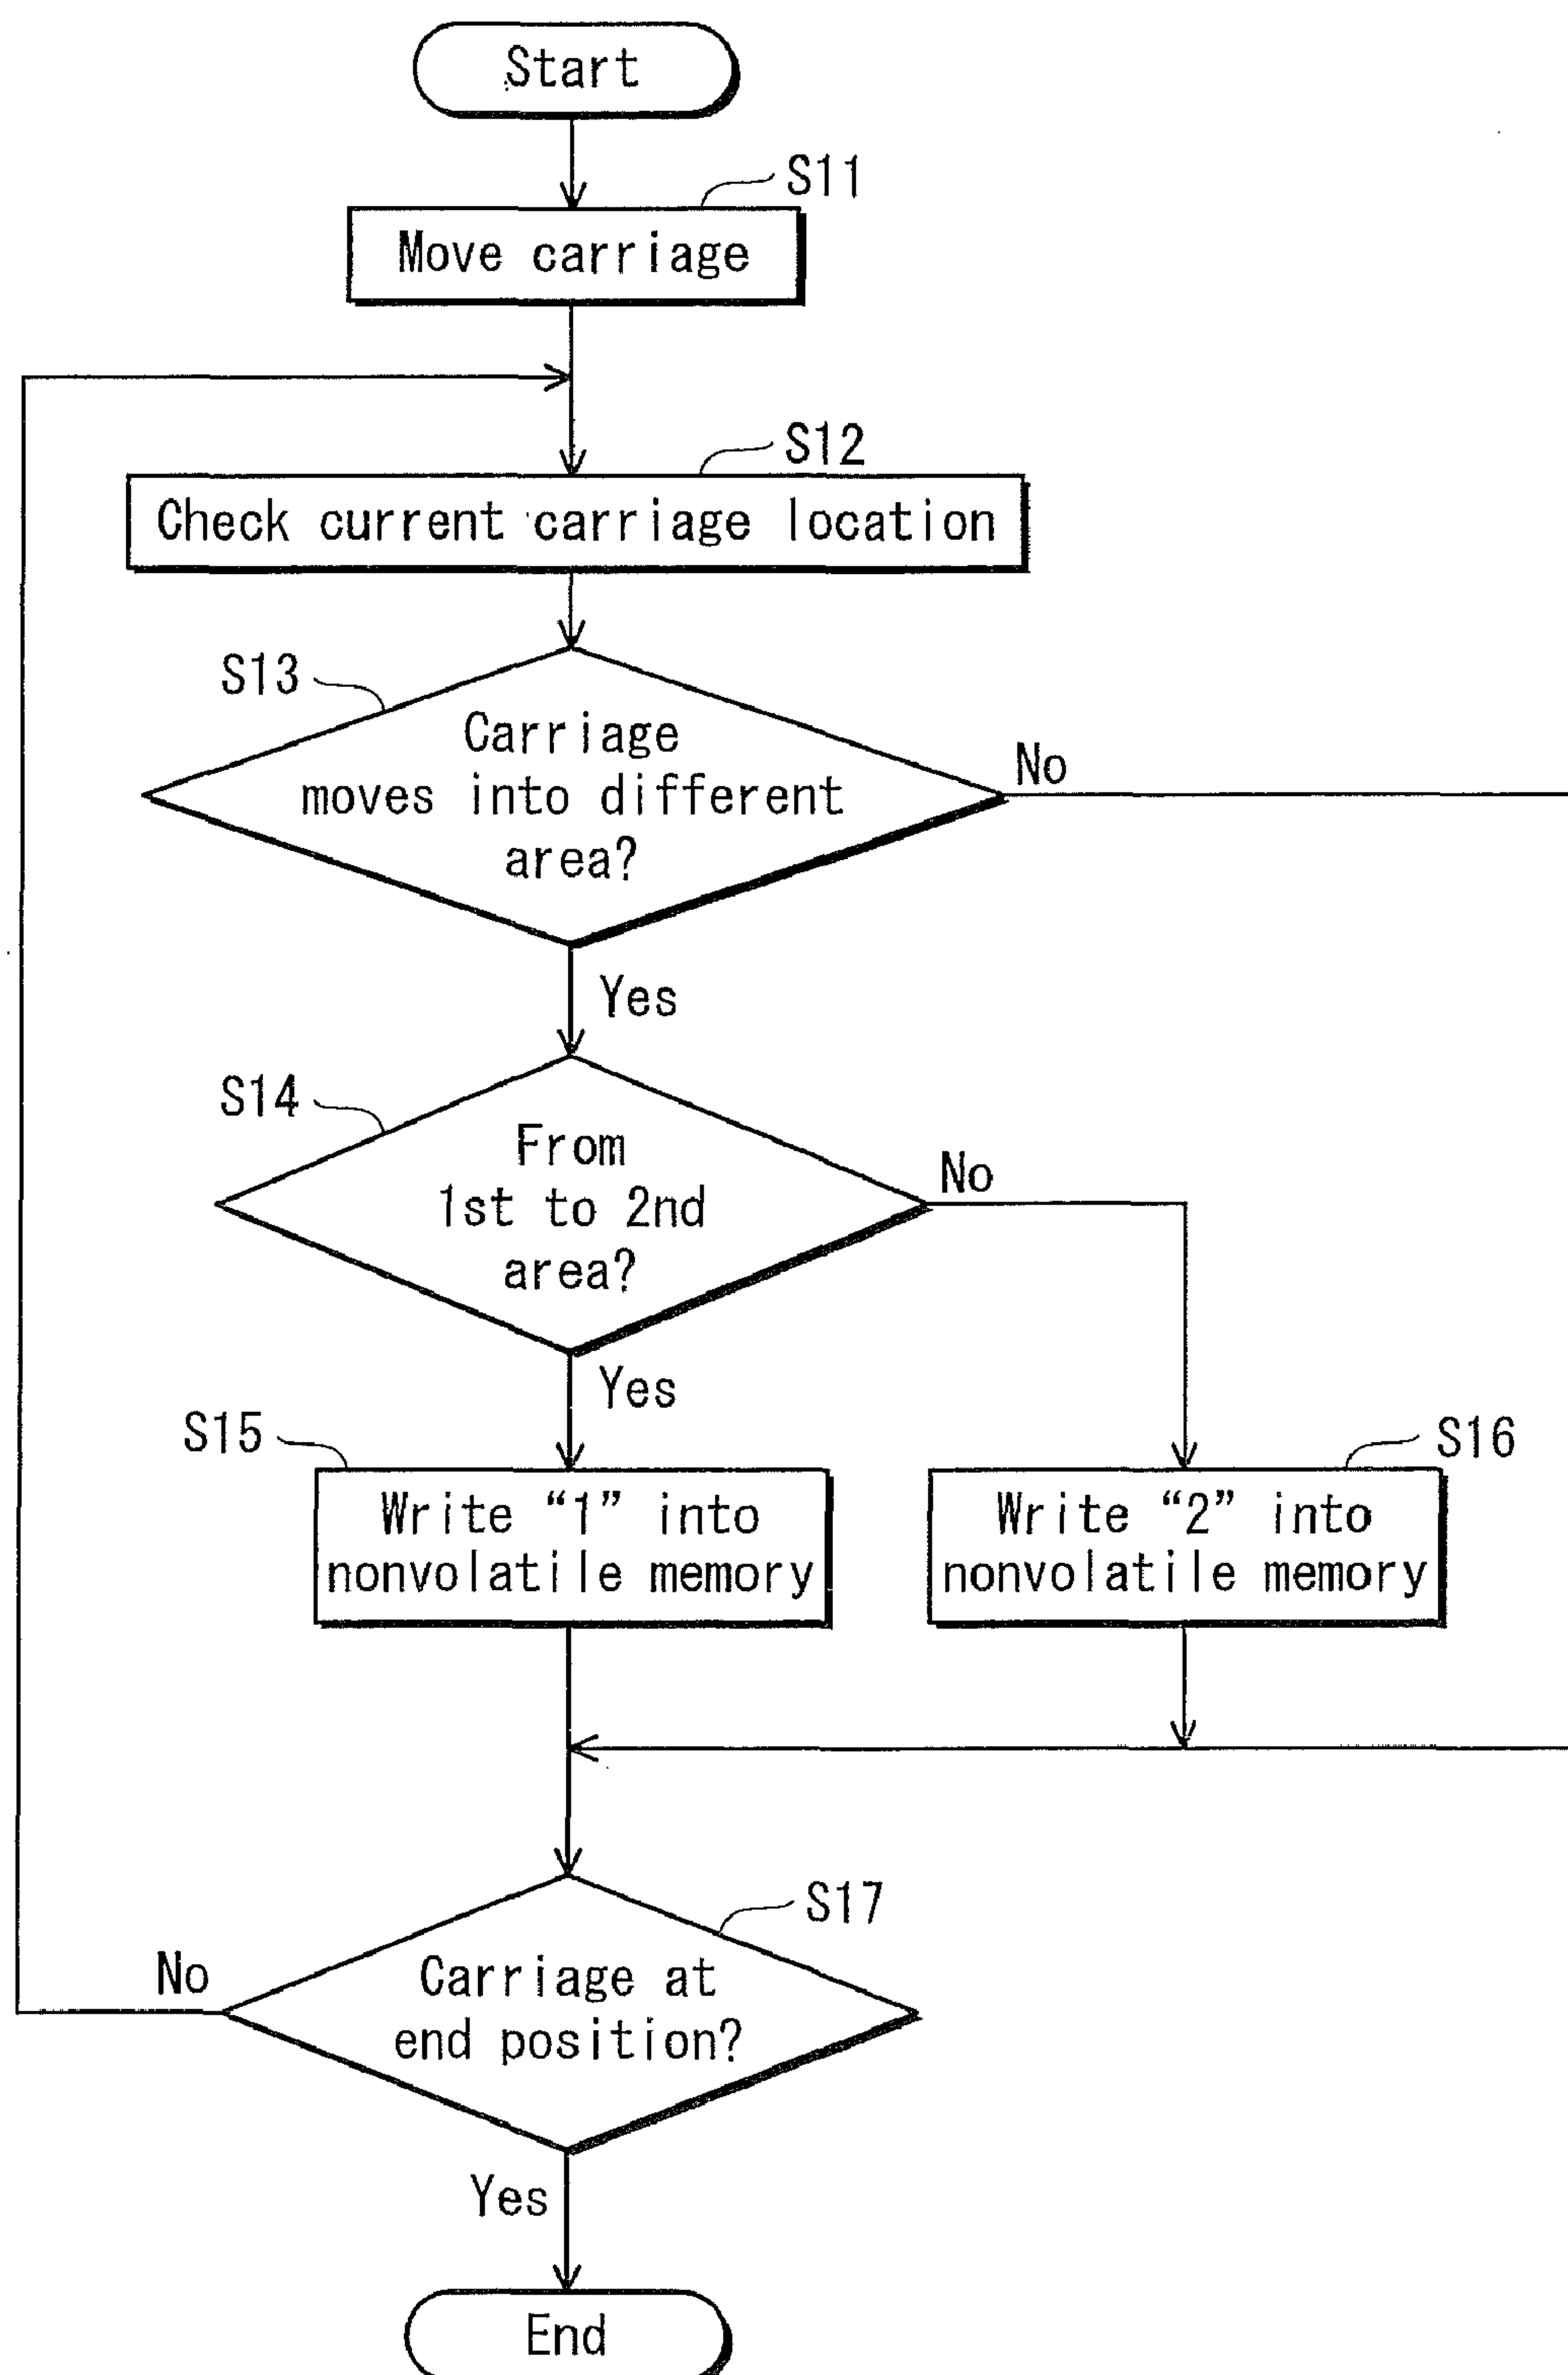 Start
S11
Move carriage
S12
Check current carriage location
S13
Carriage
moves into different
area?
No
Yes
S14
From
1st to 2nd
area?
No
Yes
S15
Write “1” into
nonvolatile memory
S16
Write “2” into
nonvolatile memory
S17
Carriage at
end position?
No
Yes
End